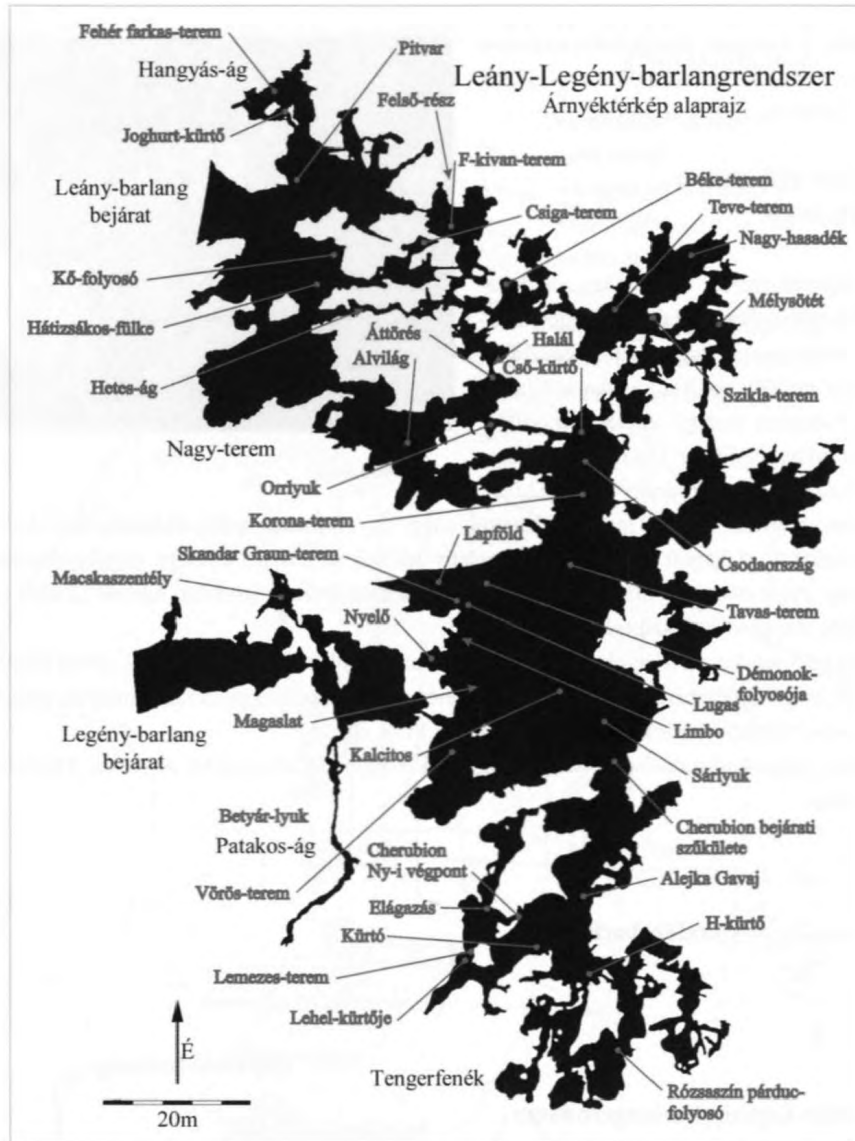 Fehér farkas-terem
Pitvar
Hangyás-ág
Leány-Legény-barlangrendszer
Árnyéktérkép alaprajz
Felső-rész
Joghurt-kürtő
F-kivan-terem
Béke-terem
Leány-barlang
bejárat
Teve-terem
Csiga-terem
Nagy-hasadék
Kő-folyosó
Mélysötét
Hátizsákos-fülke
Áttörés
Halál
Alvilág
Cső-kürtő
Hetes-ág
Szikla-terem
Nagy-terem
Orrlyuk
Korona-terem
Lapföld
Skandar Graun-terem
Csodaország
Macskaszentély
Tavas-terem
Nyelő
Démonok-
folyosója
Lugas
Magaslat
Limbo
Legény-barlang
bejárat
Kalcitos
Sárlyuk
Betyár-lyuk
Cherubion bejárati
szűkülete
Patakos-ág
Cherubion
Ny-i végpont
Alejka Gavaj
Vörös-terem
Elágazás
H-kürtő
Kürtó
Lemezes-terem
Lehel-kürtője
É
Tengerfenék
Rózsaszín párduc-
folyosó
20m